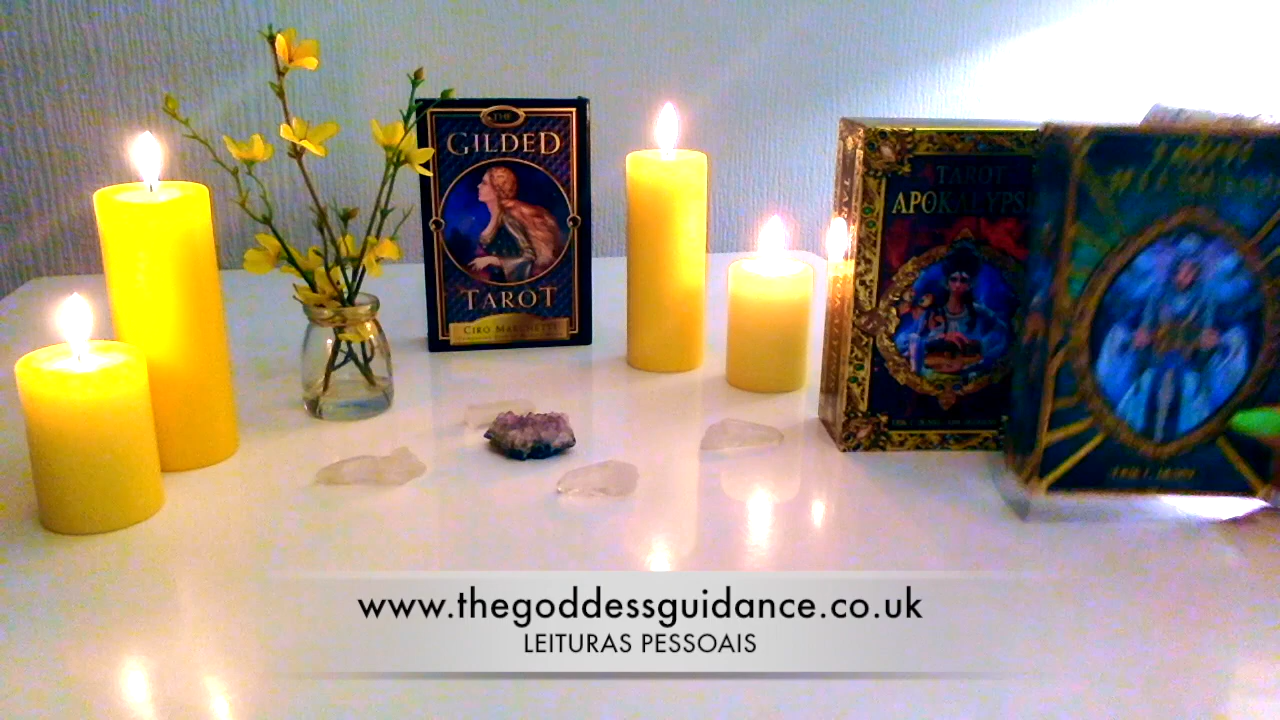 THE
GILDED
TAROT
CIRO MARCHETTI
TAROT
APOKALYPSIS
www.thegoddessguidance.co.uk
LEITURAS PESSOAIS